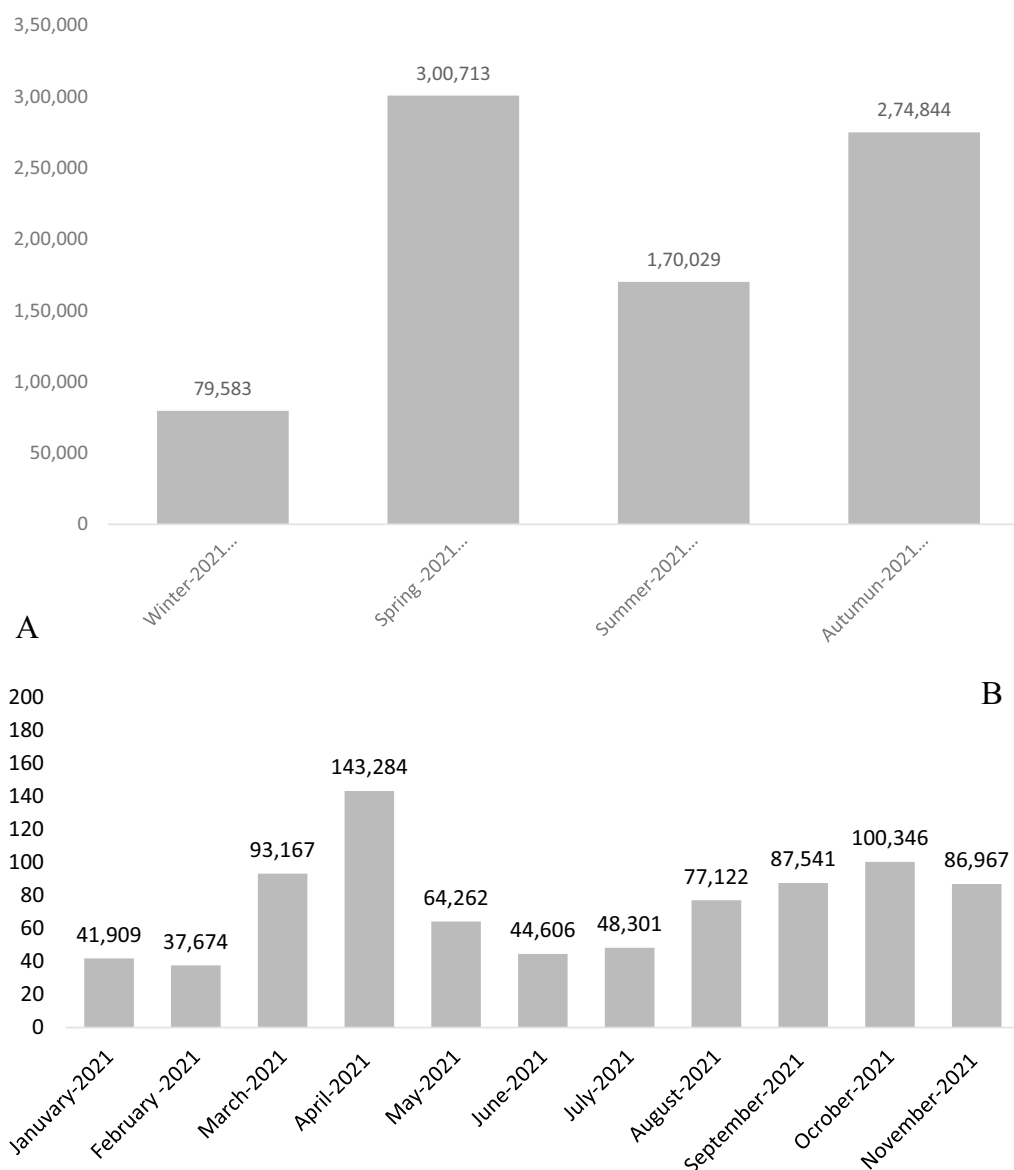 3,50,000
3,00,000
2,50,000
2,00,000
1,50,000
1,00,000
50,000
0
79,583
3,00,713
1,70,029
2,74,844
Winter-2021...
Spring -2021...
Summer-2021...
Autumun-2021...
A
B
200
180
160
140
120
100
80
60
40
20
0
41,909
37,674
93,167
143,284
64,262
44,606
48,301
77,122
87,541
100,346
86,967
Januvary-2021
February -2021
March-2021
April-2021
May-2021
June-2021
July-2021
August-2021
September-2021
Ocrober-2021
November-2021